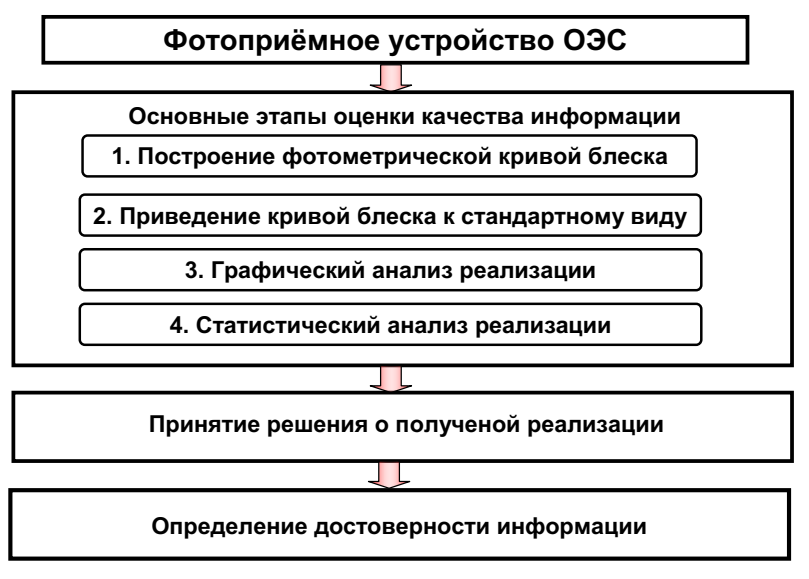 Фотоприёмное устройство ОЭС
Основные этапы оценки качества информации
1. Построение фотометрической кривой блеска
2. Приведение кривой блеска к стандартному виду
3. Графический анализ реализации
4. Статистический анализ реализации
Принятие решения о полученой реализации
Определение достоверности информации